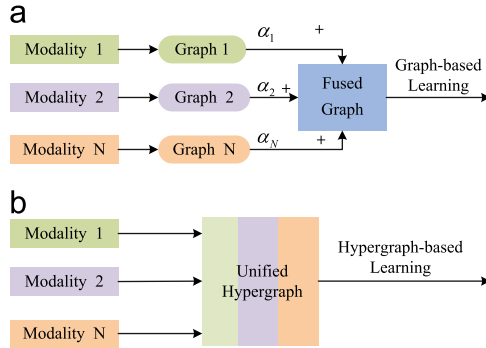 a
Modality 1
Graph 1
α1
+
Modality 2
Graph 2
α2 +
Fused
Graph
Graph-based
Learning
Modality N
Graph N
αN
+
b
Modality 1
Modality 2
Unified
Hypergraph
Hypergraph-based
Learning
Modality N